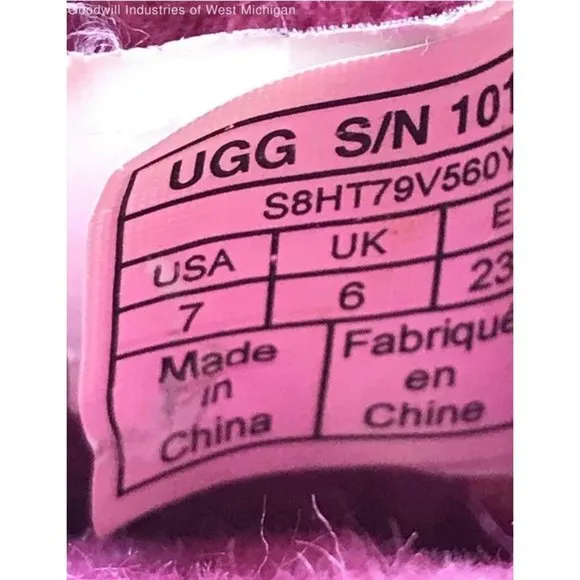 Goodwill Industries of West Michigan
UGG S/N 101
S8HT79V560Y
USA UK E
7 6 23
Made Fabriqué
in en
China Chine